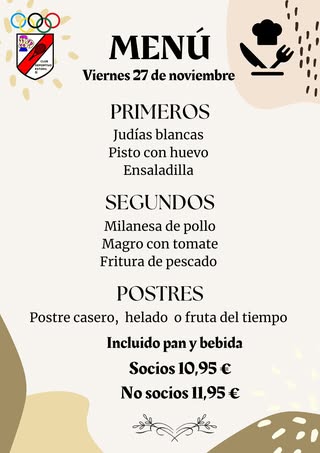 MENÚ
Viernes 27 de noviembre
PRIMEROS
Judías blancas
Pisto con huevo
Ensaladilla
SEGUNDOS
Milanesa de pollo
Magro con tomate
Fritura de pescado
POSTRES
Postre casero, helado o fruta del tiempo
Incluido pan y bebida
Socios 10,95 €
No socios 11,95 €